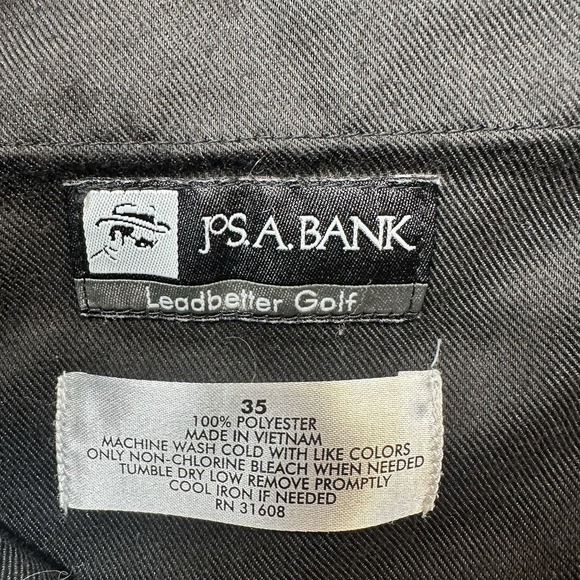 JOS. A. BANK
Leadbetter Golf
35
100% POLYESTER
MADE IN VIETNAM
MACHINE WASH COLD WITH LIKE COLORS
ONLY NON-CHLORINE BLEACH WHEN NEEDED
TUMBLE DRY LOW REMOVE PROMPTLY
COOL IRON IF NEEDED
RN 31608